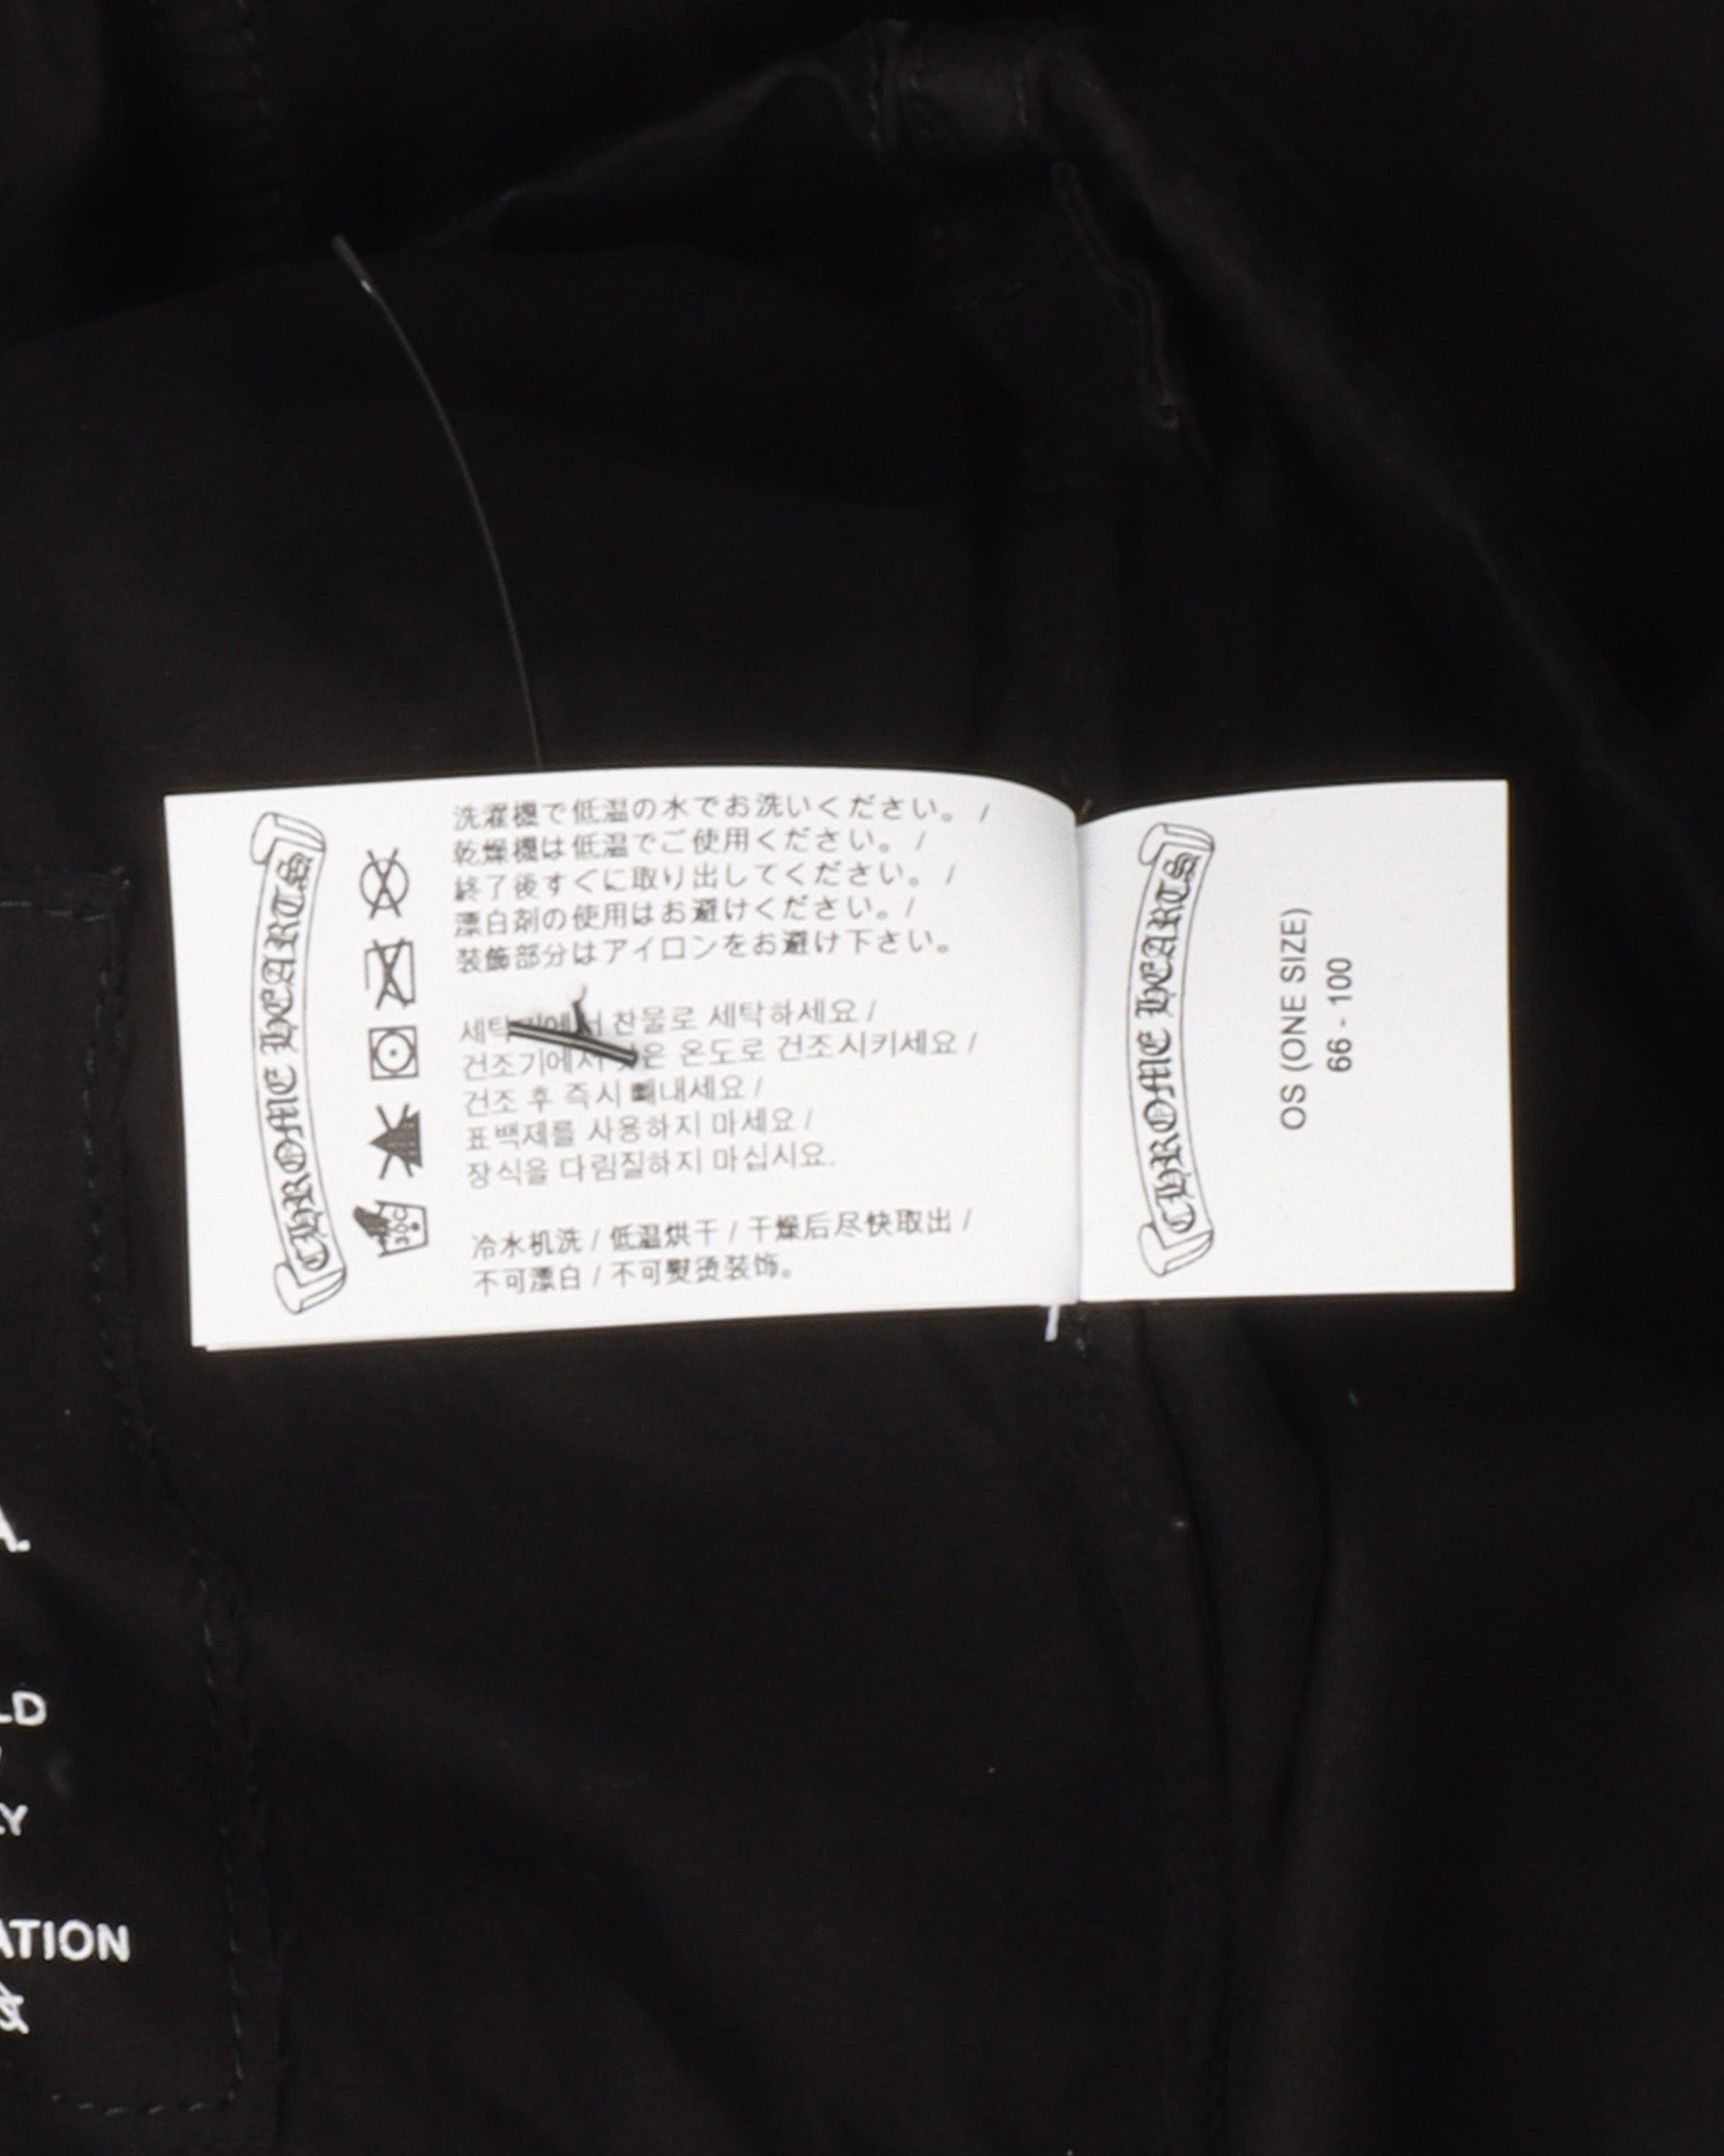 CHROME HEARTS
洗濯機で低温の水でお洗いください。 /
乾燥機は低温でご使用ください。 /
終了後すぐに取り出してください。 /
漂白剤の使用はお避けください。 /
装飾部分はアイロンをお避け下さい。
찬물로 세탁하세요 /
건조기에서 낮은 온도로 건조시키세요 /
건조 후 즉시 빼내세요 /
표백제를 사용하지 마세요 /
장식을 다림질하지 마십시요.
冷水机洗 / 低温烘干 / 干燥后尽快取出 /
不可漂白 / 不可熨烫装饰。
CHROME HEARTS
OS (ONE SIZE)
66 - 100
A.
LD
ATION